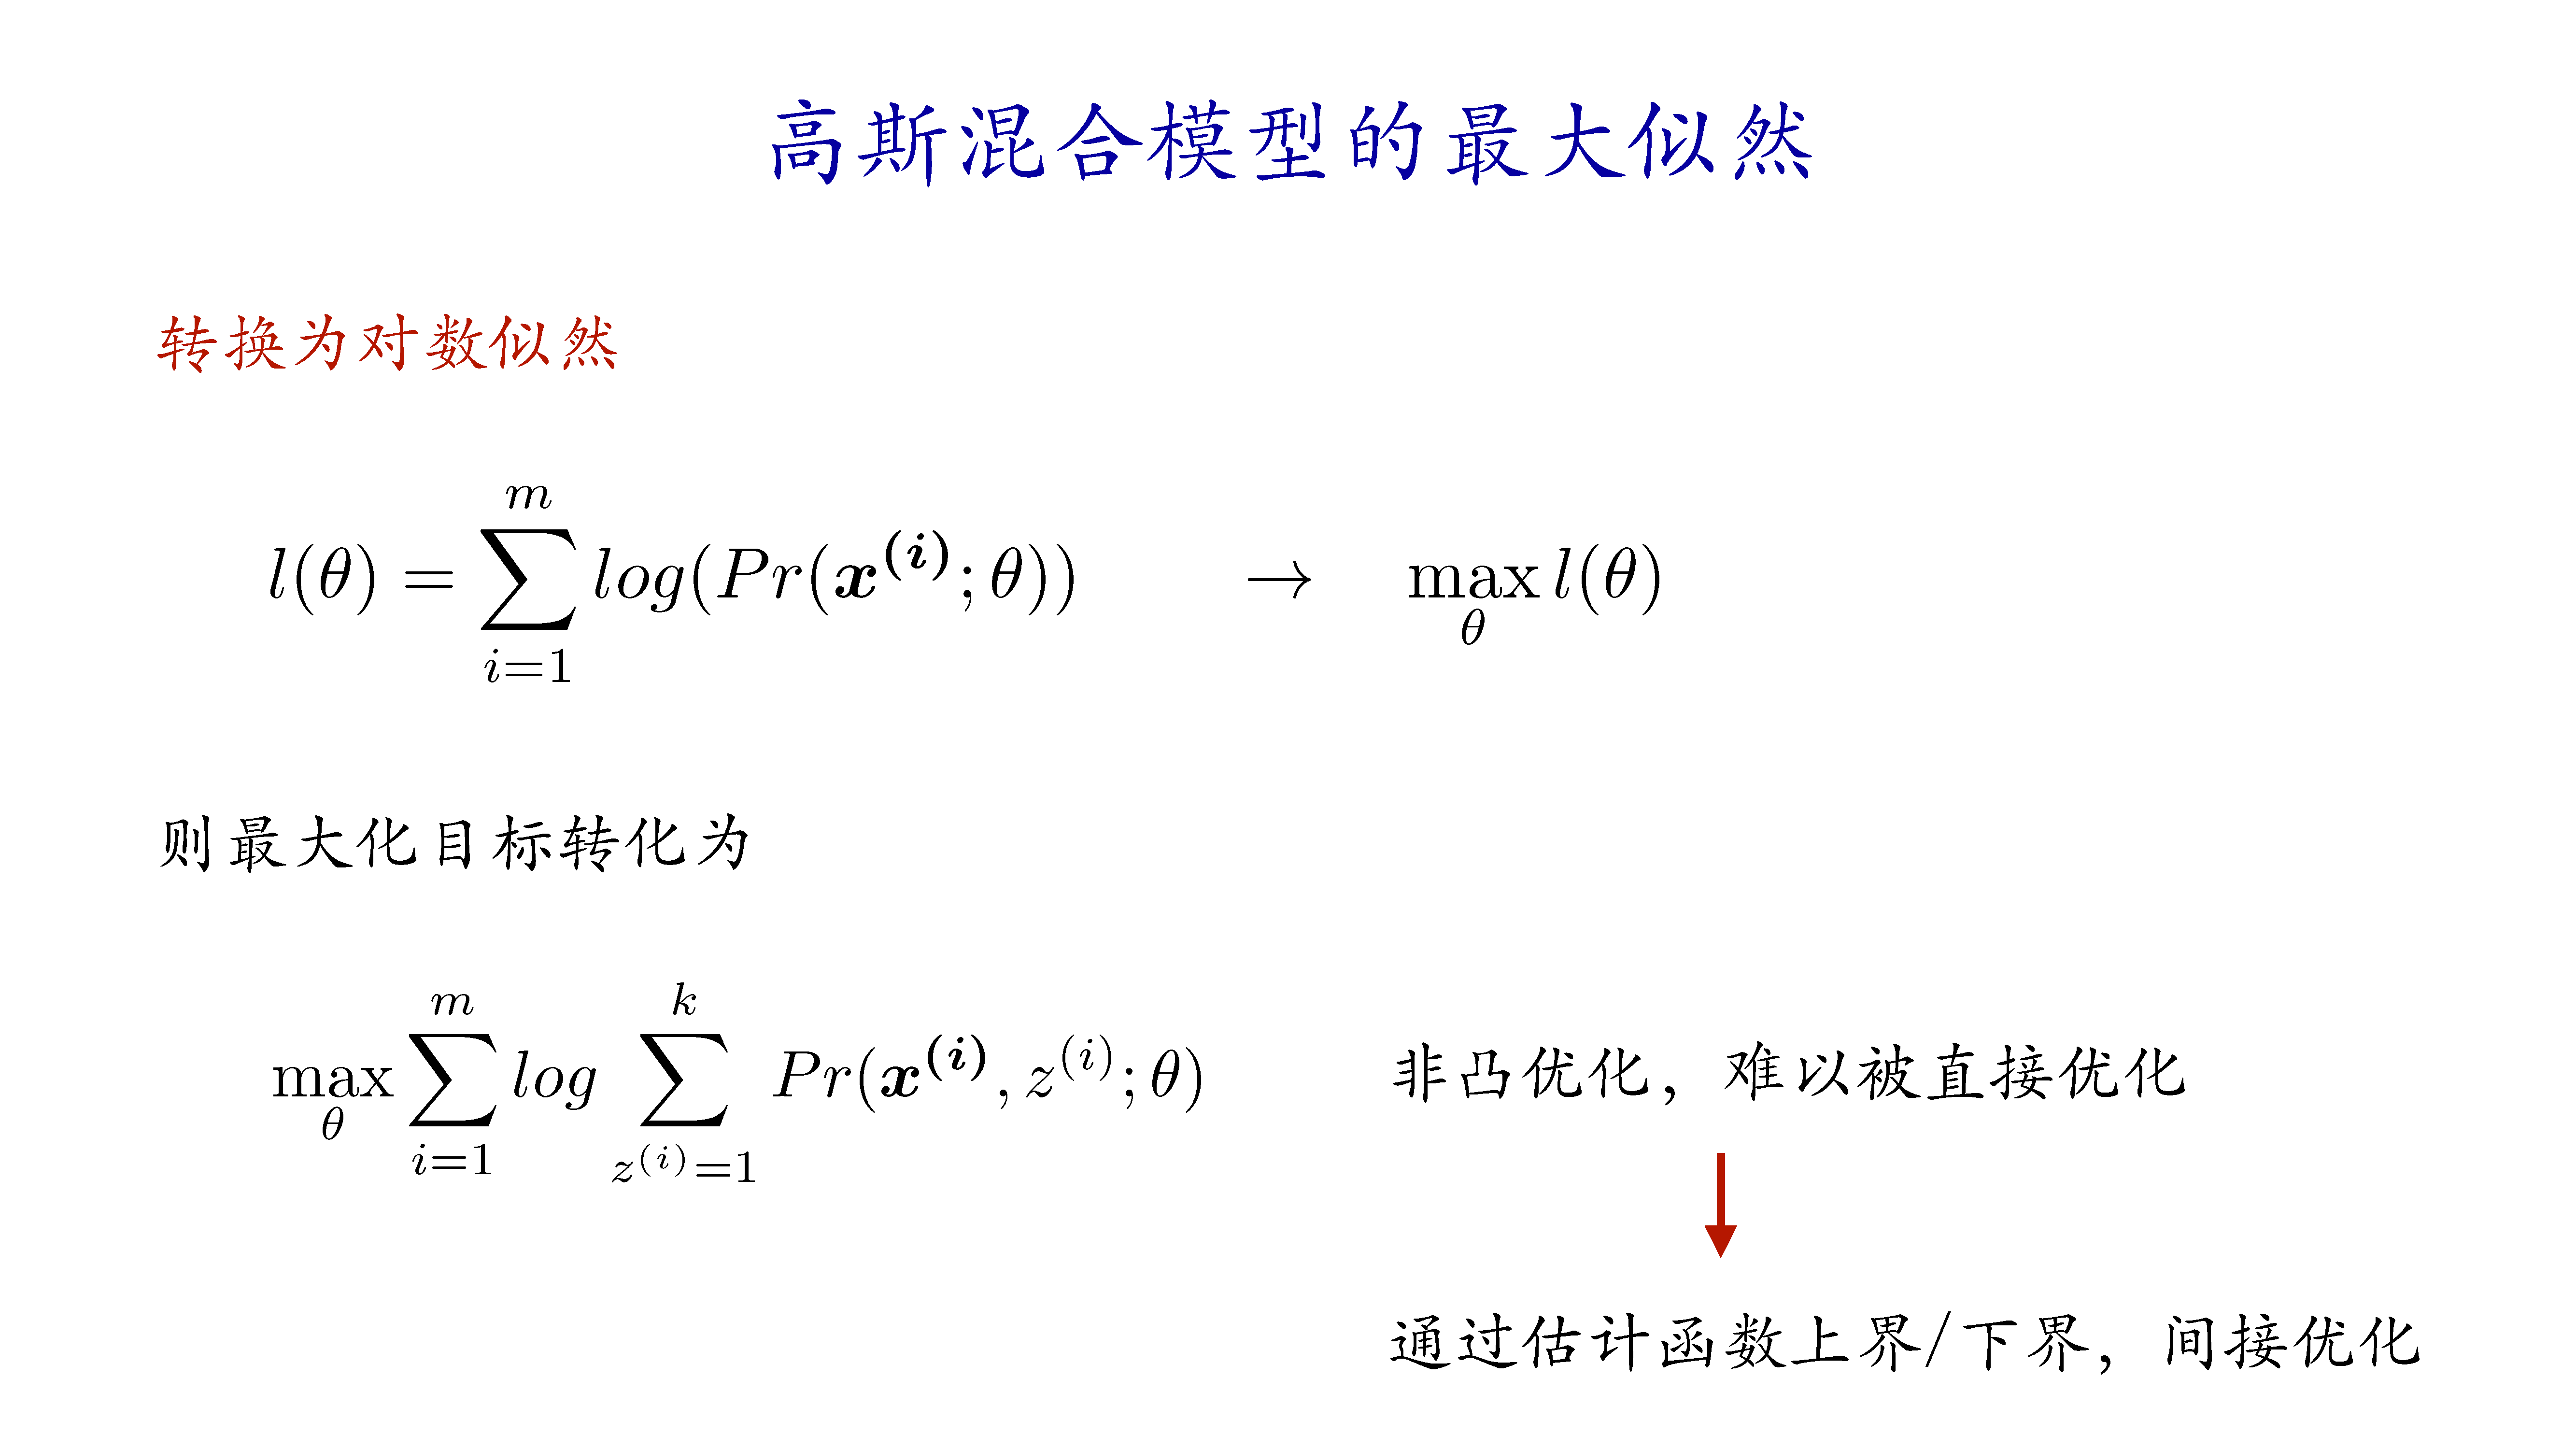 高斯混合模型的最大似然
转换为对数似然
$l(\theta) = \sum_{i=1}^{m} log(Pr(\boldsymbol{x^{(i)}}; \theta)) \quad \rightarrow \quad \max_{\theta} l(\theta)$
则最大化目标转化为
$\max_{\theta} \sum_{i=1}^{m} log \sum_{z^{(i)}=1}^{k} Pr(\boldsymbol{x^{(i)}}, z^{(i)}; \theta)$ 非凸优化，难以被直接优化
通过估计函数上界/下界，间接优化